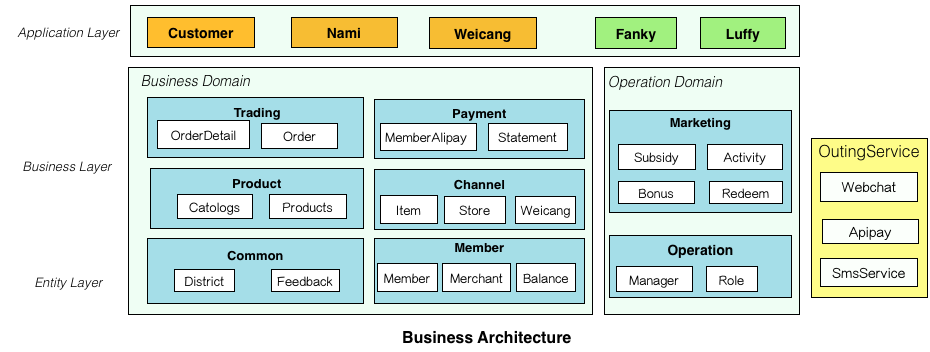 Application Layer
Customer
Nami
Weicang
Fanky
Luffy
Business Domain
Operation Domain
Business Layer
Entity Layer
Trading
OrderDetail
Order
Payment
MemberAlipay
Statement
Product
Catologs
Products
Channel
Item
Store
Weicang
Common
District
Feedback
Member
Member
Merchant
Balance
Marketing
Subsidy
Activity
Bonus
Redeem
Operation
Manager
Role
OutingService
Webchat
Apipay
SmsService
Business Architecture